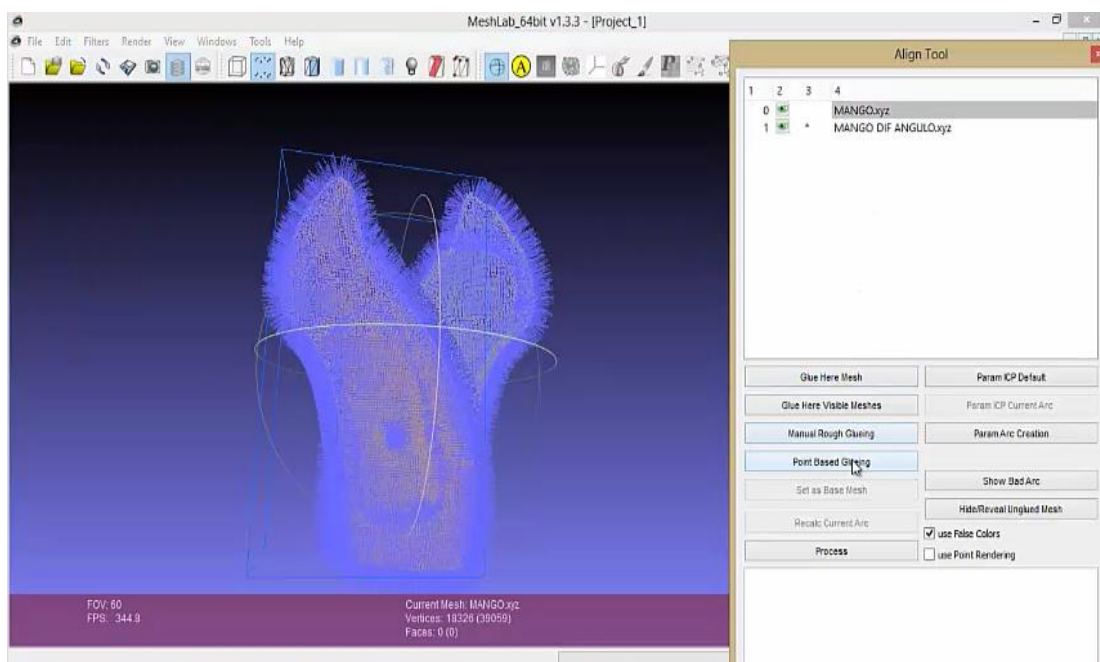 MeshLab_64bit v1.3.3 - [Project_1]
File Edit Filters Render View Windows Tools Help
A
Align Tool
1 2 3 4
0 MANGO.xyz
1 * MANGO DIF ANGULO.xyz
Glue Here Mesh
Param ICP Default
Glue Here Visible Meshes
Param ICP Current Arc
Manual Rough Glueing
Param Arc Creation
Point Based Glueing
Set as Base Mesh
Show Bad Arc
Recalc Current Arc
Hide/Reveal Unglued Mesh
use False Colors
Process
use Point Rendering
FOV: 60
FPS: 344.8
Current Mesh: MANGO.xyz
Vertices: 18326 (39059)
Faces: 0 (0)